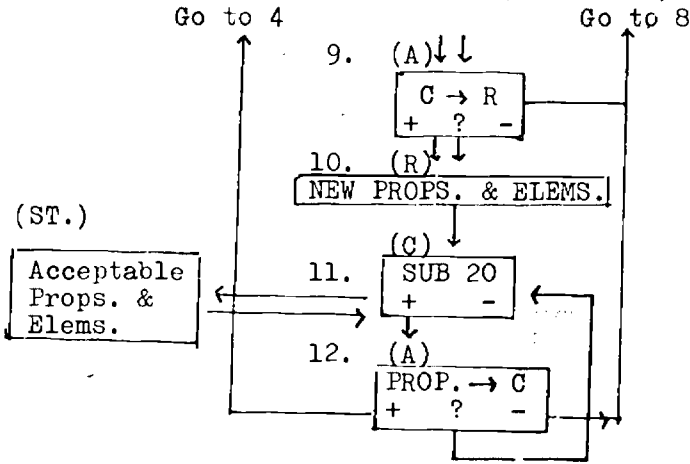 Go to 4 Go to 8
9. (A)
C → R
+ ? -
10. (R)
NEW PROPS. & ELEMS.
(ST.)
(C)
11. SUB 20
+ -
Acceptable
Props. &
Elems.
12. (A)
PROP. → C
+ ? -